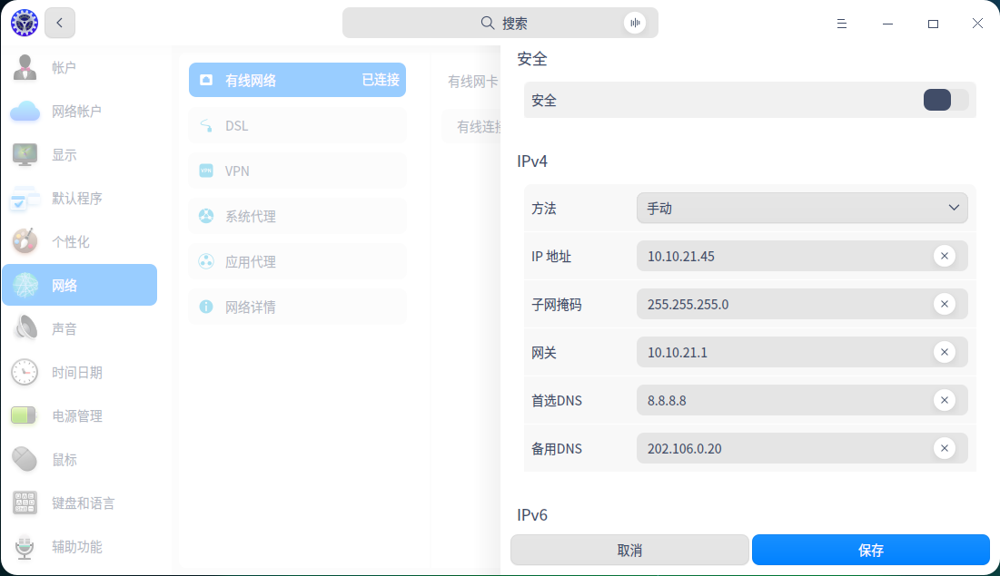 搜索
帐户
网络帐户
显示
默认程序
个性化
网络
声音
时间日期
电源管理
鼠标
键盘和语言
辅助功能
有线网络 已连接
DSL
VPN
系统代理
应用代理
网络详情
有线网卡
有线连接
安全
安全
IPv4
方法 手动
IP 地址 10.10.21.45
子网掩码 255.255.255.0
网关 10.10.21.1
首选DNS 8.8.8.8
备用DNS 202.106.0.20
IPv6
取消 保存